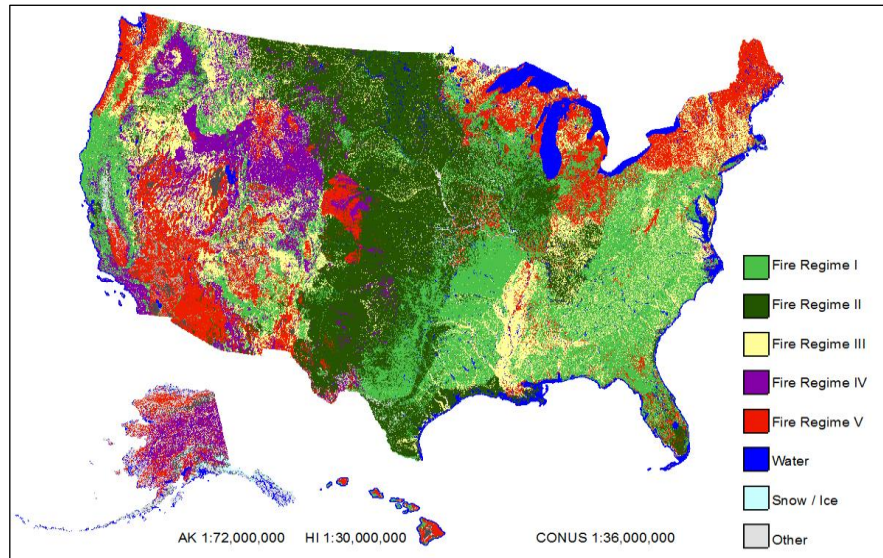 Fire Regime I
Fire Regime II
Fire Regime III
Fire Regime IV
Fire Regime V
Water
Snow / Ice
Other
AK 1:72,000,000 HI 1:30,000,000 CONUS 1:36,000,000